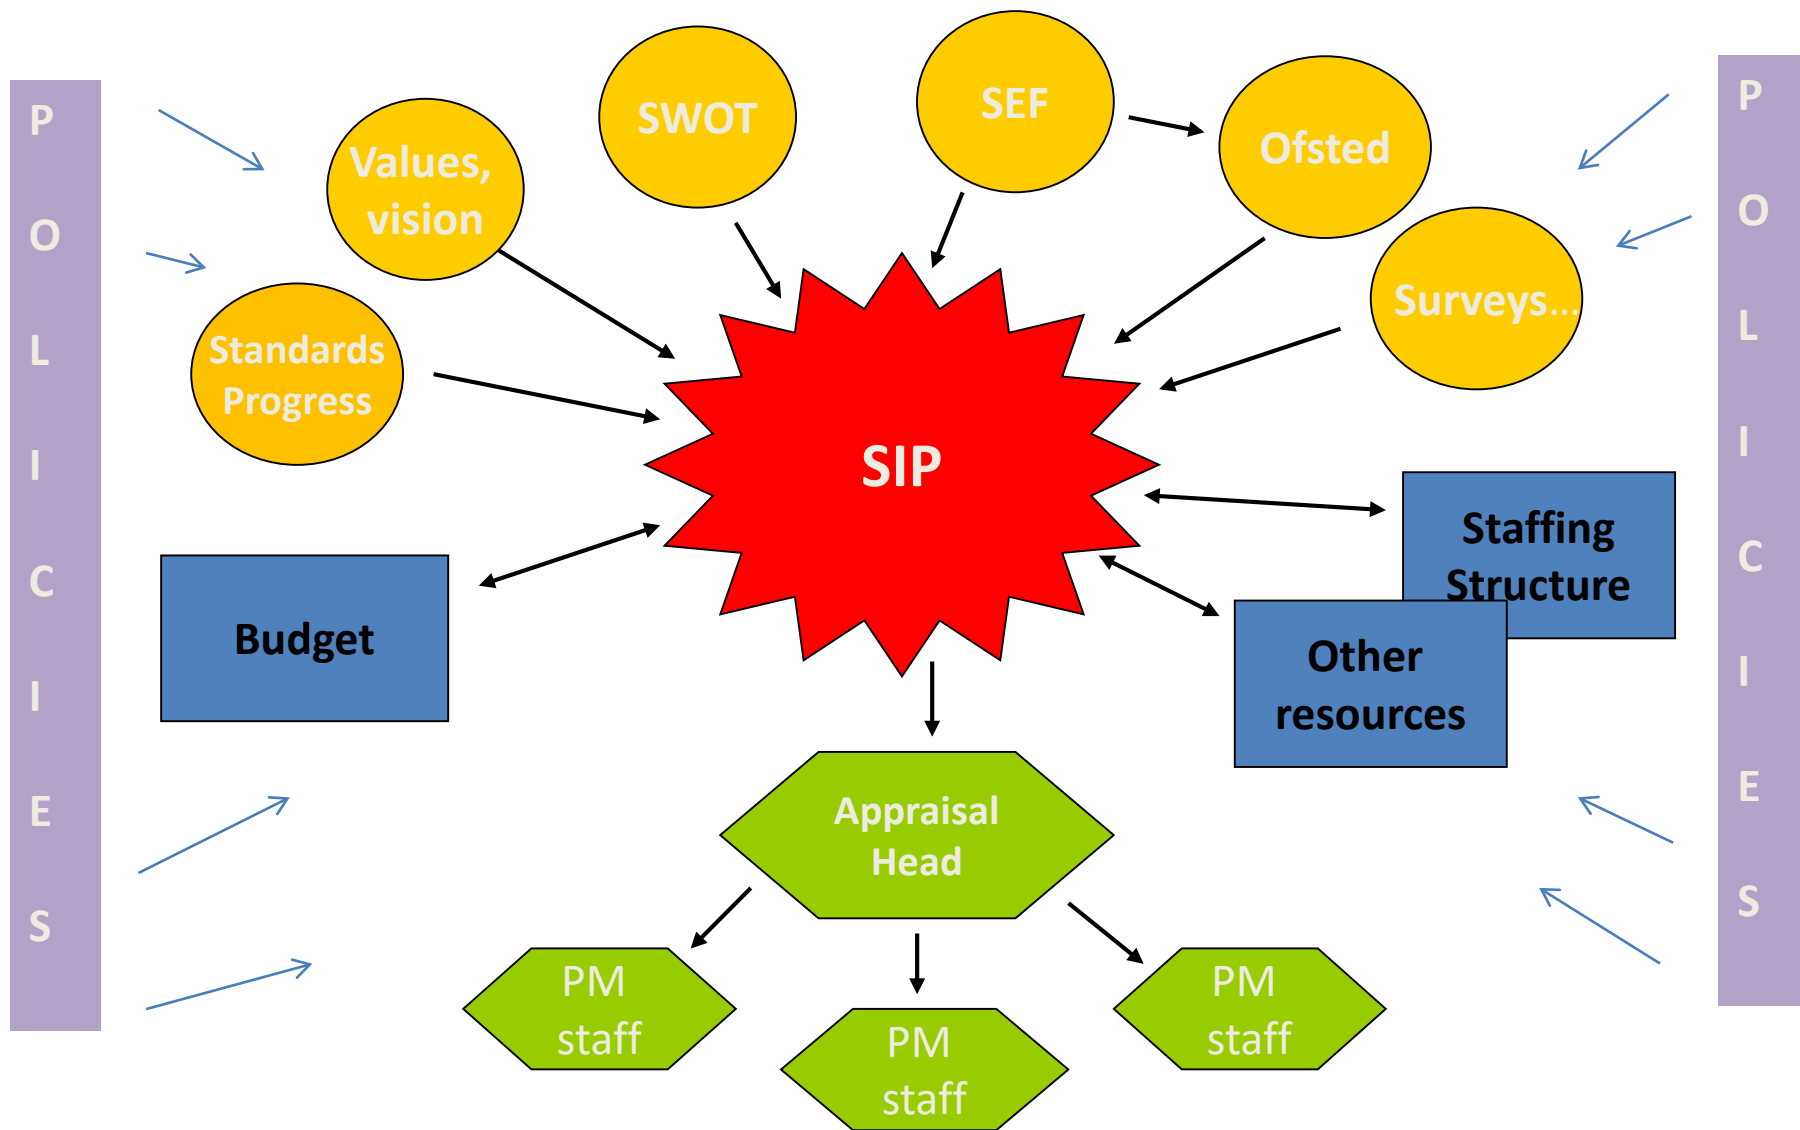 P
O
L
I
C
I
E
S
SWOT
SEF
Ofsted
Values,
vision
Surveys...
Standards
Progress
SIP
Budget
Staffing
Structure
Other
resources
Appraisal
Head
PM
staff
PM
staff
PM
staff
P
O
L
I
C
I
E
S